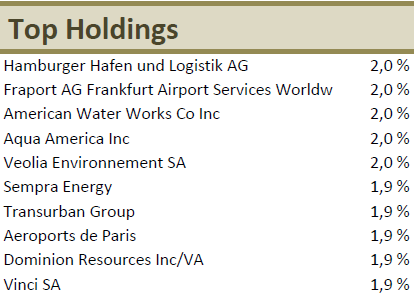 Top Holdings
Hamburger Hafen und Logistik AG 2,0 %
Fraport AG Frankfurt Airport Services Worldw 2,0 %
American Water Works Co Inc 2,0 %
Aqua America Inc 2,0 %
Veolia Environnement SA 2,0 %
Sempra Energy 1,9 %
Transurban Group 1,9 %
Aeroports de Paris 1,9 %
Dominion Resources Inc/VA 1,9 %
Vinci SA 1,9 %